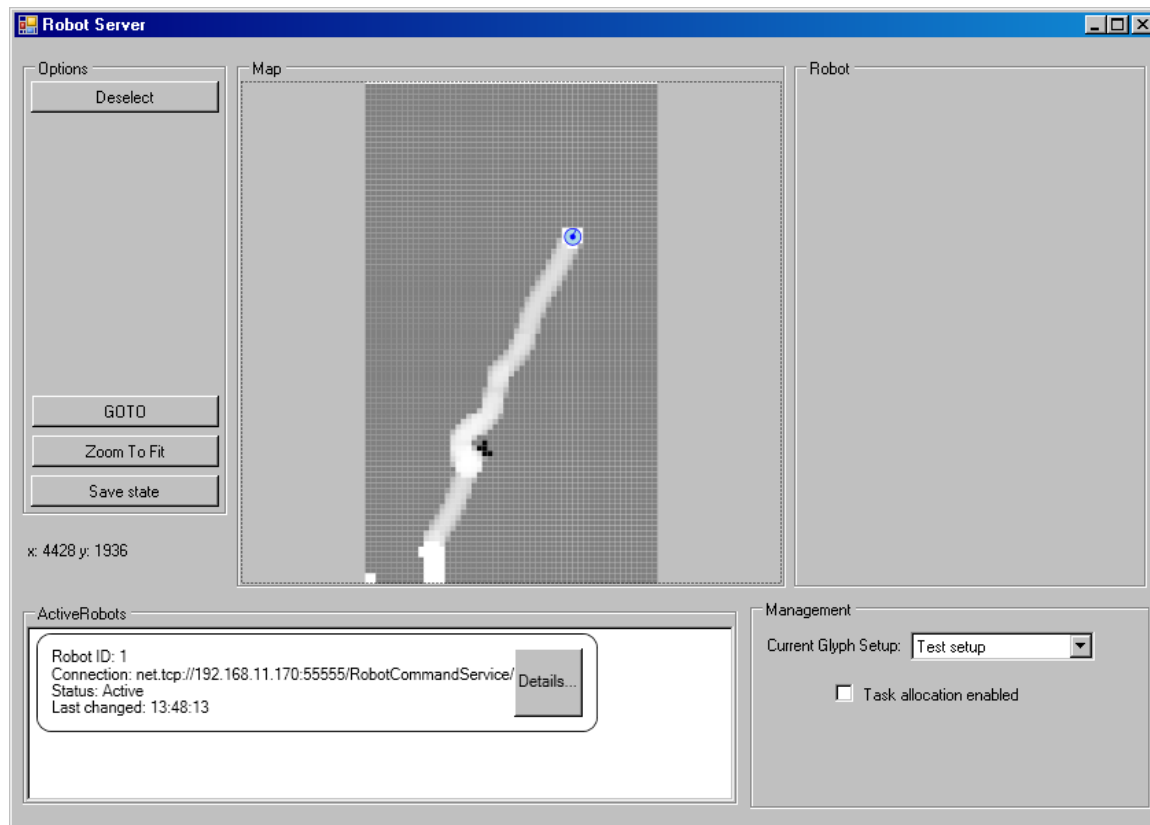 Robot Server
Options
Deselect
GOTO
Zoom To Fit
Save state
x: 4428 y: 1936
Map
Robot
ActiveRobots
Robot ID: 1
Connection: net.tcp://192.168.11.170:55555/RobotCommandService/
Status: Active
Last changed: 13:48:13
Details...
Management
Current Glyph Setup: Test setup
Task allocation enabled